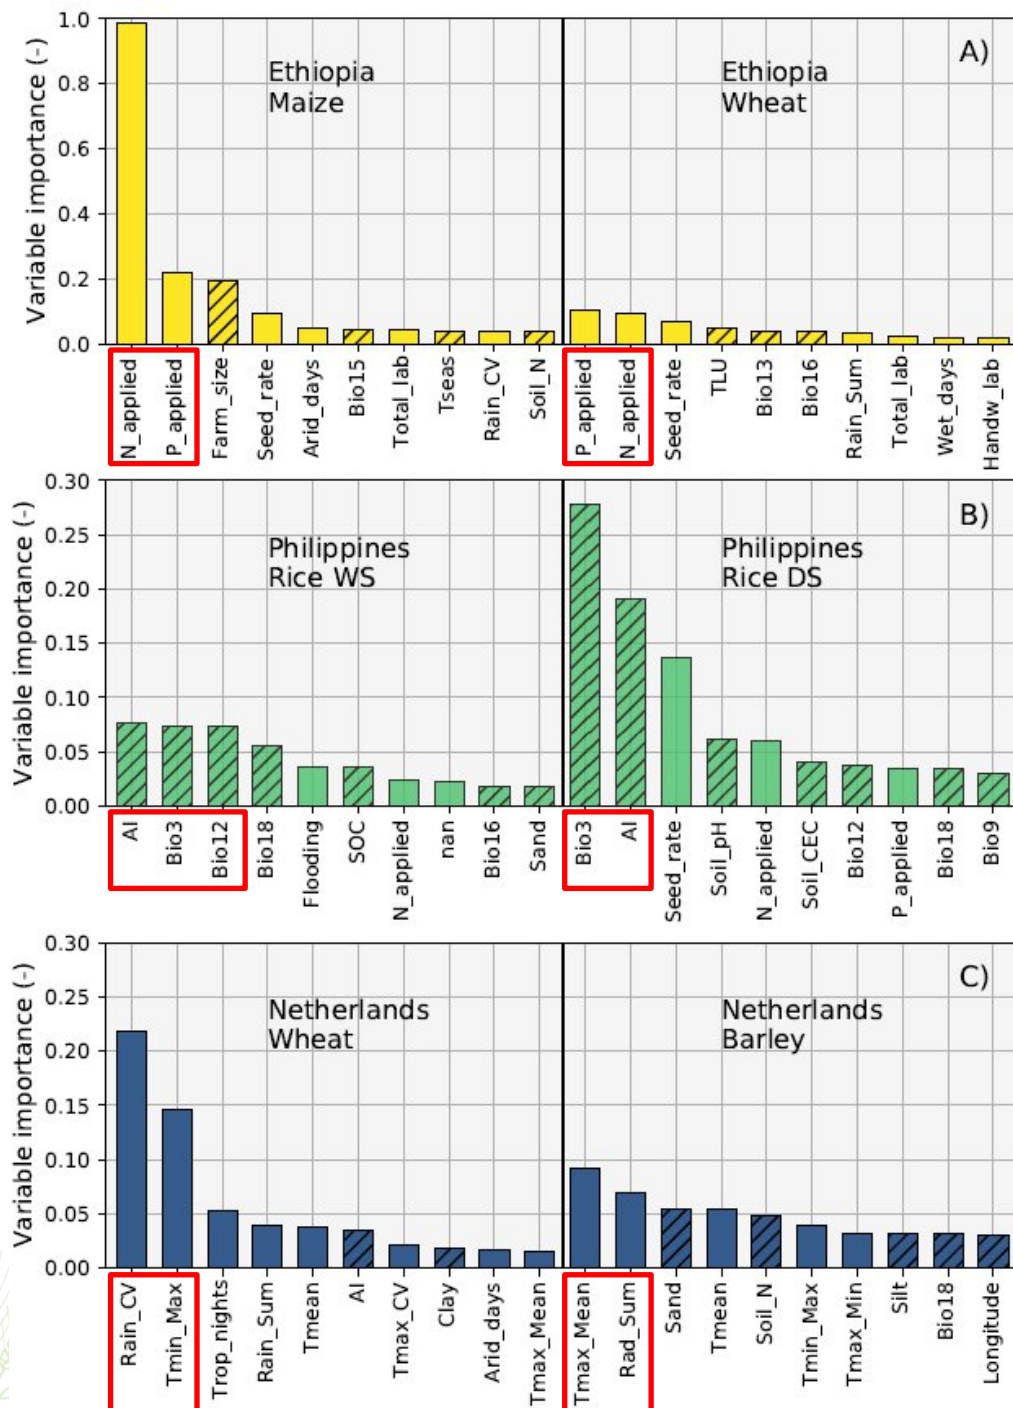 A)
Ethiopia
Maize
Ethiopia
Wheat
Variable importance (-)
1.0
0.8
0.6
0.4
0.2
0.0
N_applied
P_applied
Farm_size
Seed_rate
Arid_days
Bio15
Total_lab
Tseas
Rain_CV
Soil_N
P_applied
N_applied
Seed_rate
TLU
Bio13
Bio16
Rain_Sum
Total_lab
Wet_days
Handw_lab
B)
Philippines
Rice WS
Philippines
Rice DS
Variable importance (-)
0.30
0.25
0.20
0.15
0.10
0.05
0.00
AI
Bio3
Bio12
Bio18
Flooding
SOC
N_applied
nan
Bio16
Sand
Bio3
AI
Seed_rate
Soil_pH
N_applied
Soil_CEC
Bio12
P_applied
Bio18
Bio9
C)
Netherlands
Wheat
Netherlands
Barley
Variable importance (-)
0.30
0.25
0.20
0.15
0.10
0.05
0.00
Rain_CV
Tmin_Max
Trop_nights
Rain_Sum
Tmean
AI
Tmax_CV
Clay
Arid_days
Tmax_Mean
Tmax_Mean
Rad_Sum
Sand
Tmean
Soil_N
Tmin_Max
Tmax_Min
Silt
Bio18
Longitude